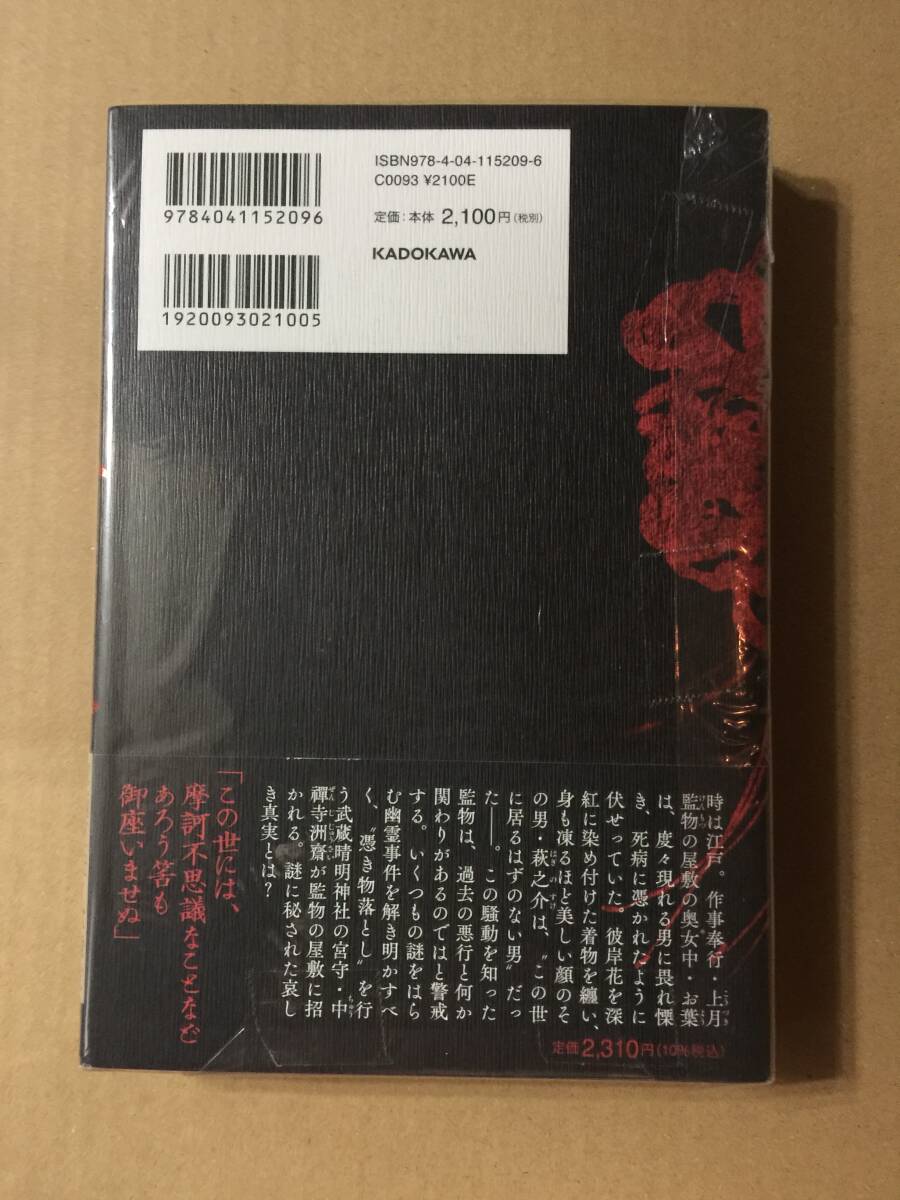 ISBN978-4-04-115209-6
C0093 ¥2100E
定価:本体 2,100円(税別)
KADOKAWA
9784041152096
1920093021005
時は江戸。作事奉行・上月
監物の屋敷の奥女中・お葉
は、度々現れる男に畏れ慄
き、死病に憑かれたように
伏せっていた。彼岸花を深
紅に染め付けた着物を纏い、
身も凍るほど美しい顔のそ
の男・萩之介は、〝この世
に居るはずのない男〟だっ
た――。この騒動を知った
監物は、過去の悪行と何か
関わりがあるのではと警戒
する。いくつもの謎をはら
む幽霊事件を解き明かすべ
く、〝憑き物落とし〟を行
う武蔵晴明神社の宮守・中
禪寺洲齋が監物の屋敷に招
かれる。謎に秘された哀し
き真実とは?
「この世には、
摩訶不思議なことなど
あろう筈も
御座いませぬ」
定価2,310円(10%税込)